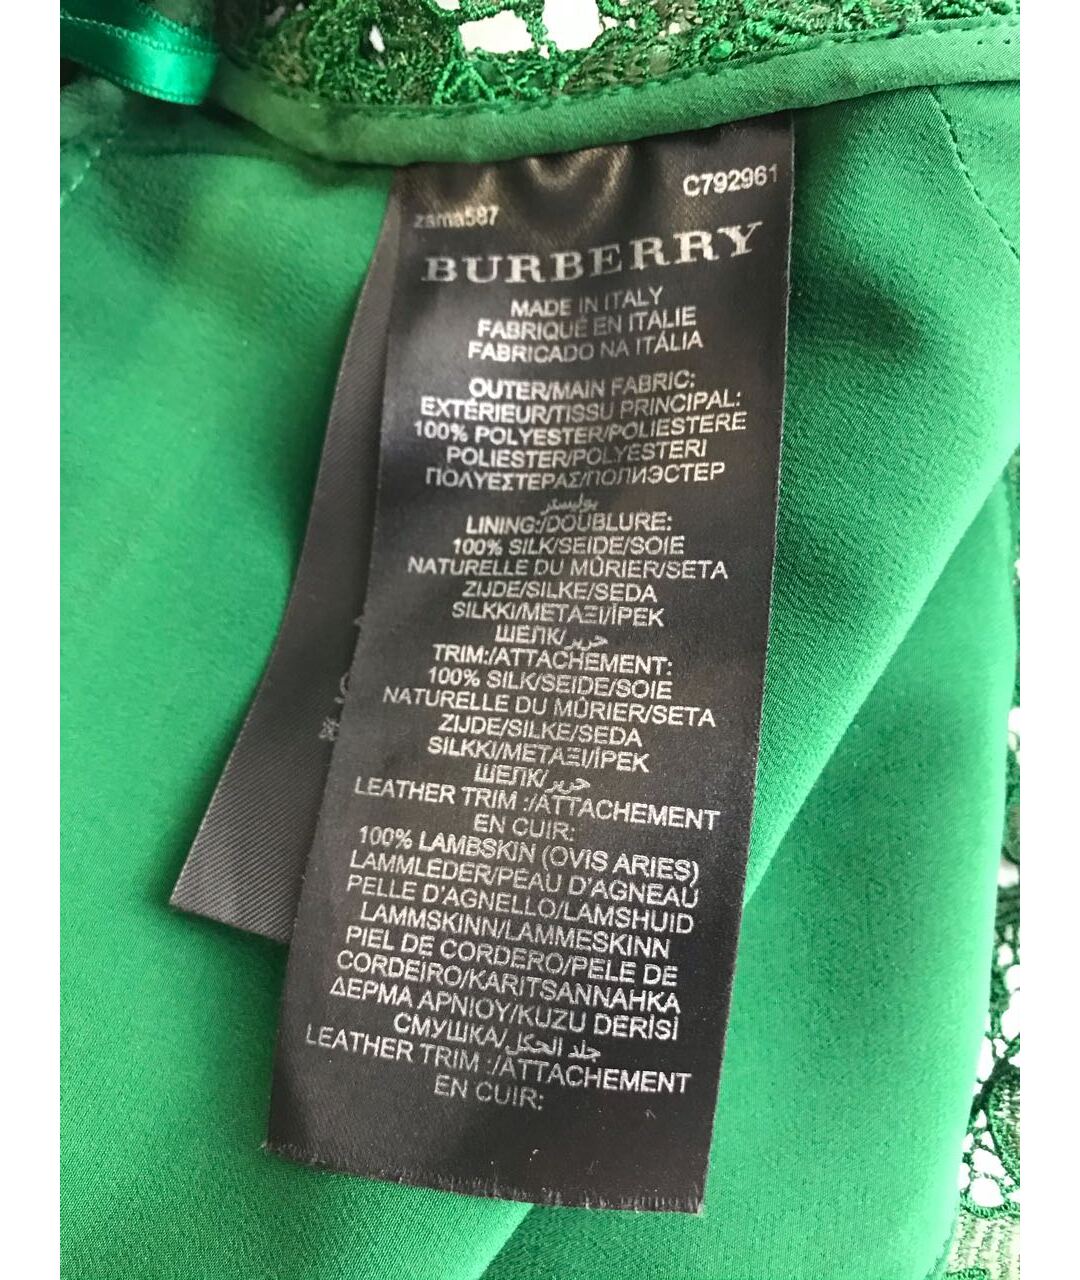 C792961
zama587
BURBERRY
MADE IN ITALY
FABRIQUÉ EN ITALIE
FABRICADO NA ITÁLIA
OUTER/MAIN FABRIC:
EXTÉRIEUR/TISSU PRINCIPAL:
100% POLYESTER/POLIESTERE
POLIESTER/POLYESTERI
ΠΟΛΥΕΣΤΕΡΑΣ/ПОЛИЭСТЕР
بوليستر
LINING:/DOUBLURE:
100% SILK/SEIDE/SOIE
NATURELLE DU MÛRIER/SETA
ZIJDE/SILKE/SEDA
SILKKI/ΜΕΤΑΞΙ/İPEK
ШЕЛК/حرير
TRIM:/ATTACHEMENT:
100% SILK/SEIDE/SOIE
NATURELLE DU MÛRIER/SETA
ZIJDE/SILKE/SEDA
SILKKI/ΜΕΤΑΞΙ/İPEK
ШЕЛК/حرير
LEATHER TRIM :/ATTACHEMENT
EN CUIR:
100% LAMBSKIN (OVIS ARIES)
LAMMLEDER/PEAU D'AGNEAU
PELLE D'AGNELLO/LAMSHUID
LAMMSKINN/LAMMESKINN
PIEL DE CORDERO/PELE DE
CORDEIRO/KARITSANNAHKA
ΔΕΡΜΑ ΑΡΝΙΟΥ/KUZU DERİSİ
СМУШКА/جلد الحكل
LEATHER TRIM :/ATTACHEMENT
EN CUIR: